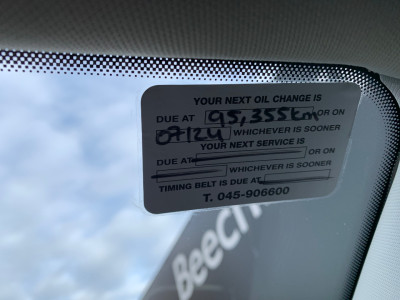 YOUR NEXT OIL CHANGE IS
DUE AT 95,355km OR ON
07/24 WHICHEVER IS SOONER
YOUR NEXT SERVICE IS
DUE AT OR ON
WHICHEVER IS SOONER
TIMING BELT IS DUE AT
T. 045-906600